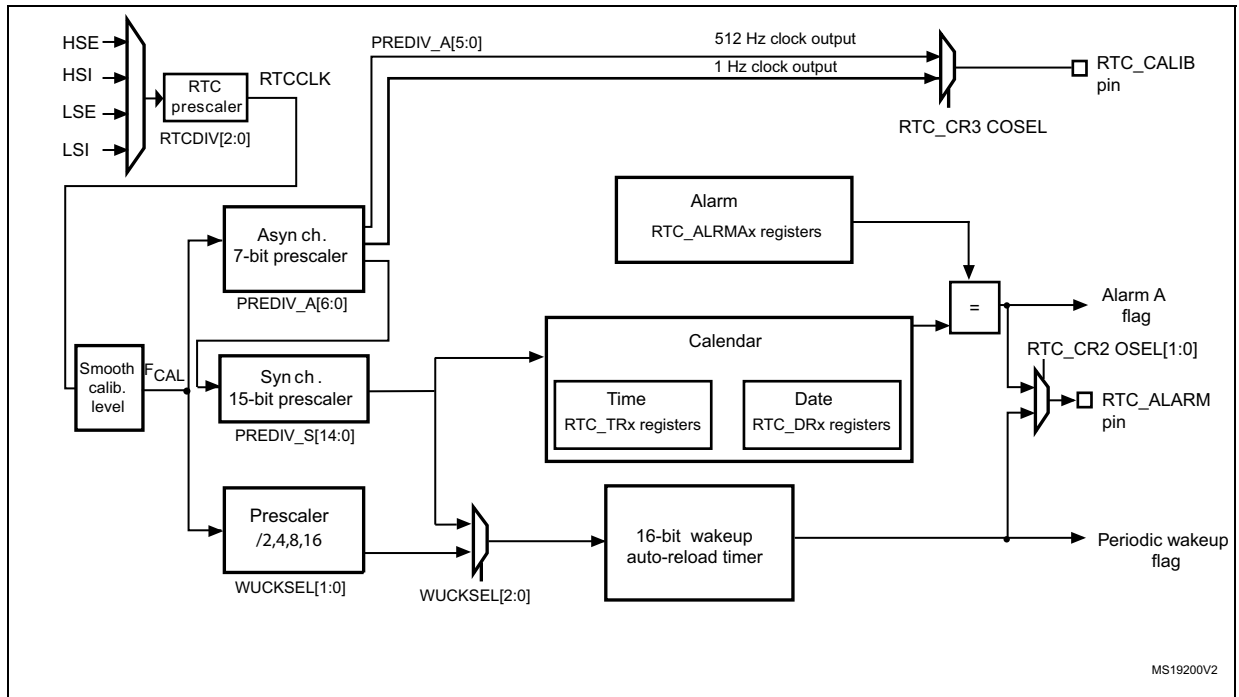 HSE
HSI
LSE
LSI
RTC
prescaler
RTCDIV[2:0]
RTCCLK
PREDIV_A[5:0]
512 Hz clock output
1 Hz clock output
RTC_CR3 COSEL
RTC_CALIB
pin
Asyn ch.
7-bit prescaler
PREDIV_A[6:0]
Alarm
RTC_ALRMAx registers
=
Alarm A
flag
Smooth
calib.
level
FCAL
Syn ch.
15-bit prescaler
PREDIV_S[14:0]
Calendar
Time
RTC_TRx registers
Date
RTC_DRx registers
RTC_CR2 OSEL[1:0]
RTC_ALARM
pin
Prescaler
/2,4,8,16
WUCKSEL[1:0]
WUCKSEL[2:0]
16-bit wakeup
auto-reload timer
Periodic wakeup
flag
MS19200V2